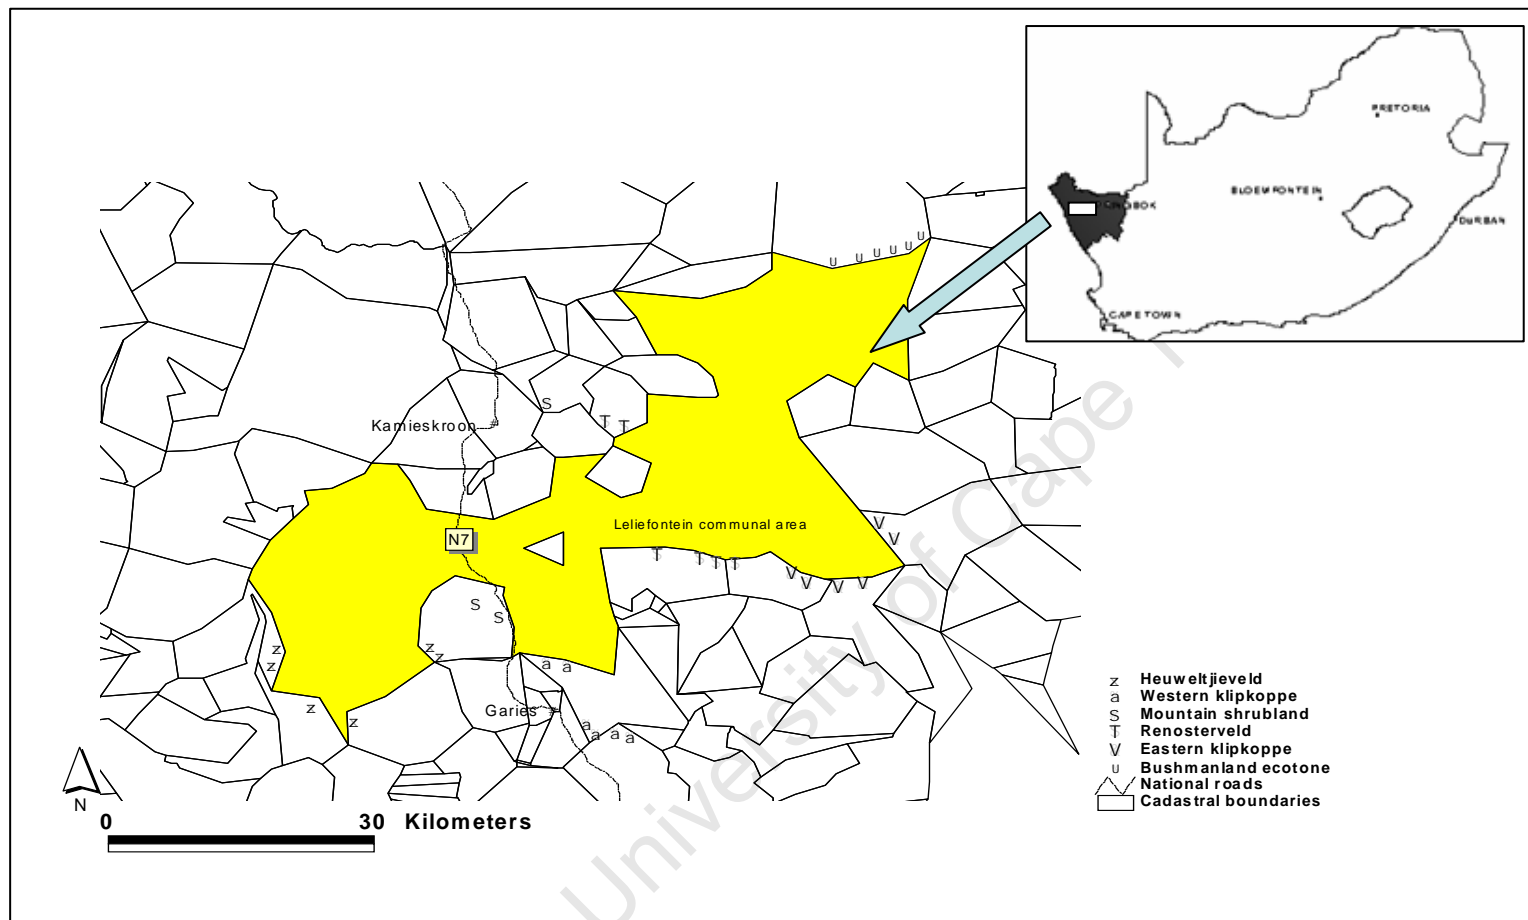 PRETORIA
BLOEMFONTEIN
DURBAN
CAPE TOWN
u u u u u u
S
Kamieskroon
T T
Leliefontein communal area
V
V
N7
T T T T
V V V V
S
S
z
z
z
z
a a
z
z
Garies
a
a a a
z Heuweltjieveld
a Western klipkoppe
S Mountain shrubland
T Renosterveld
V Eastern klipkoppe
u Bushmanland ecotone
National roads
Cadastral boundaries
N
0 30 Kilometers
University of Cape T